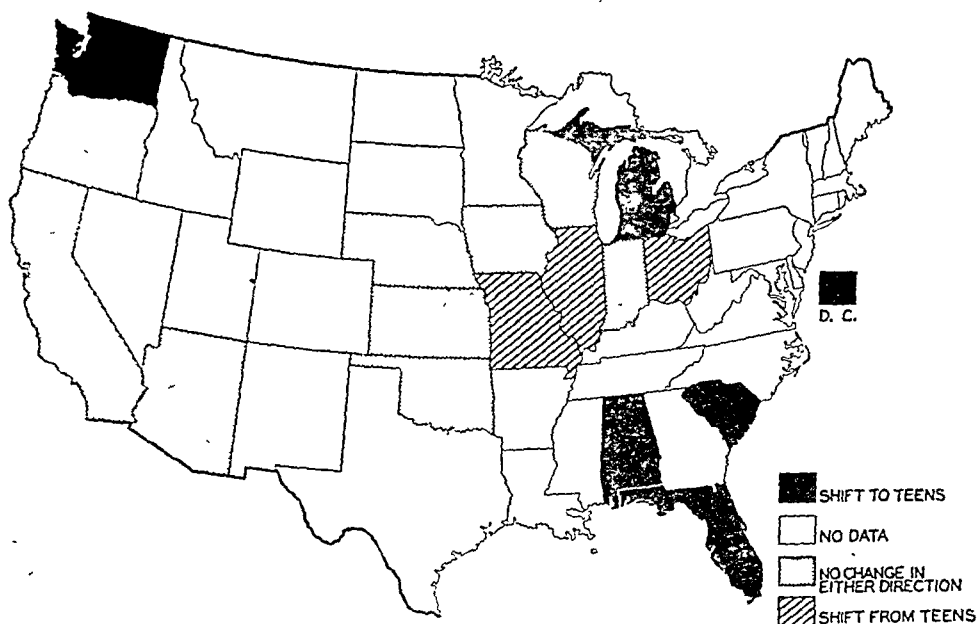 D. C.
SHIFT TO TEENS
NO DATA
NO CHANGE IN
EITHER DIRECTION
SHIFT FROM TEENS